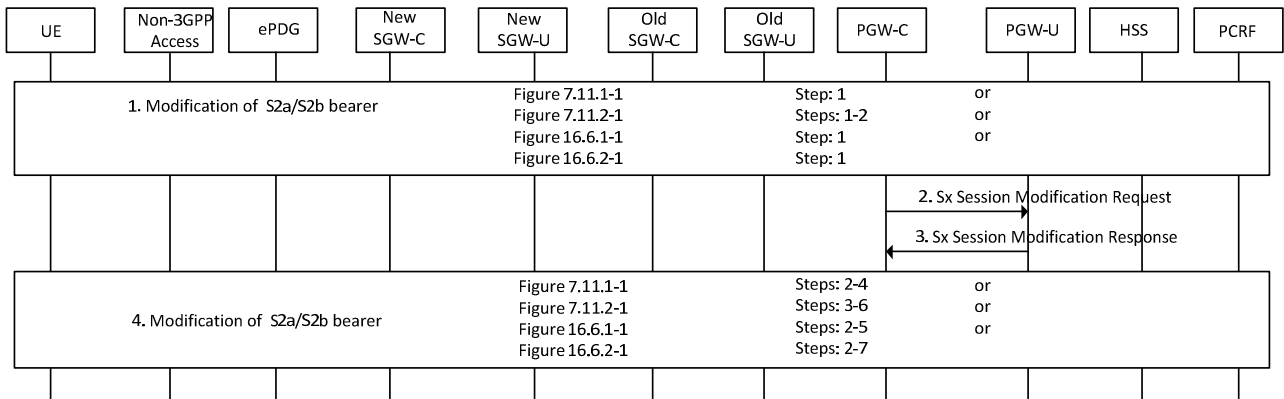 UE
Non-3GPP
Access
ePDG
New
SGW-C
New
SGW-U
Old
SGW-C
Old
SGW-U
PGW-C
PGW-U
HSS
PCRF
1. Modification of S2a/S2b bearer
Figure 7.11.1-1 Step: 1 or
Figure 7.11.2-1 Steps: 1-2 or
Figure 16.6.1-1 Step: 1 or
Figure 16.6.2-1 Step: 1
2. Sx Session Modification Request
3. Sx Session Modification Response
4. Modification of S2a/S2b bearer
Figure 7.11.1-1 Steps: 2-4 or
Figure 7.11.2-1 Steps: 3-6 or
Figure 16.6.1-1 Steps: 2-5 or
Figure 16.6.2-1 Steps: 2-7